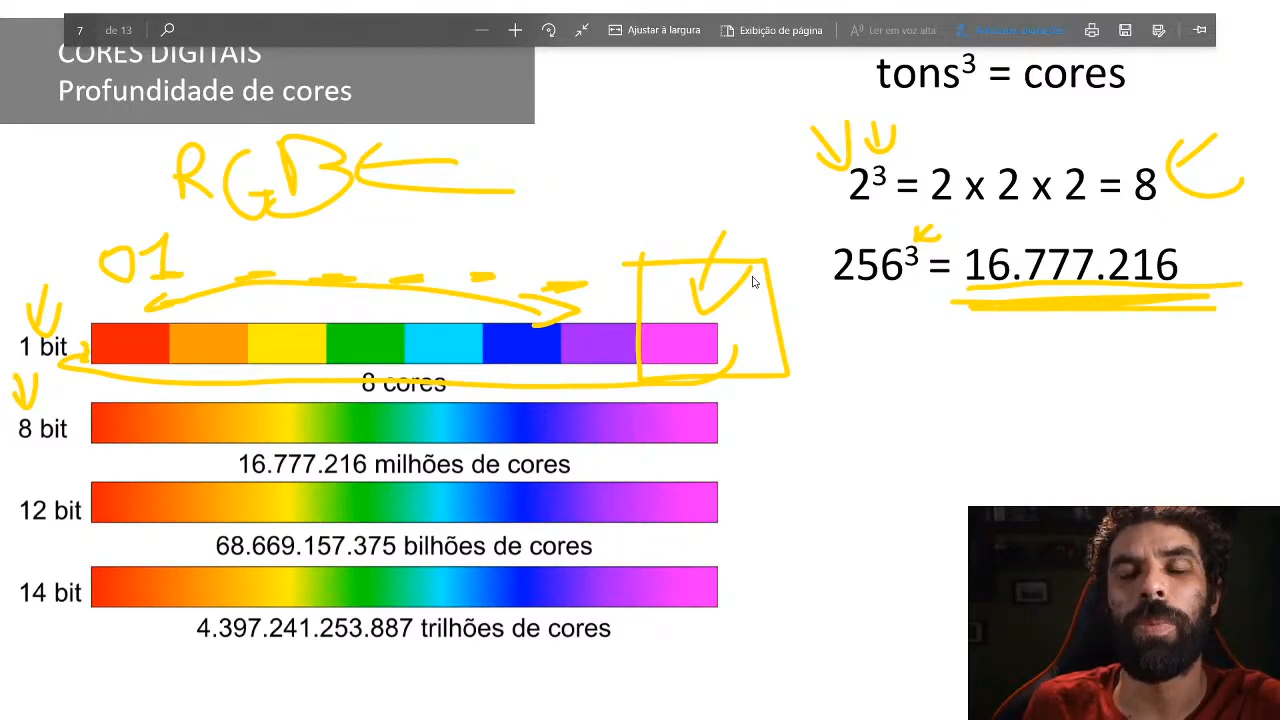 7 de 13 Ajustar à largura Exibição de página Ler em voz alta Adicionar anotações
CORES DIGITAIS
Profundidade de cores
tons³ = cores
RGB
2³ = 2 x 2 x 2 = 8
01
256³ = 16.777.216
1 bit
8 cores
8 bit
16.777.216 milhões de cores
12 bit
68.669.157.375 bilhões de cores
14 bit
4.397.241.253.887 trilhões de cores